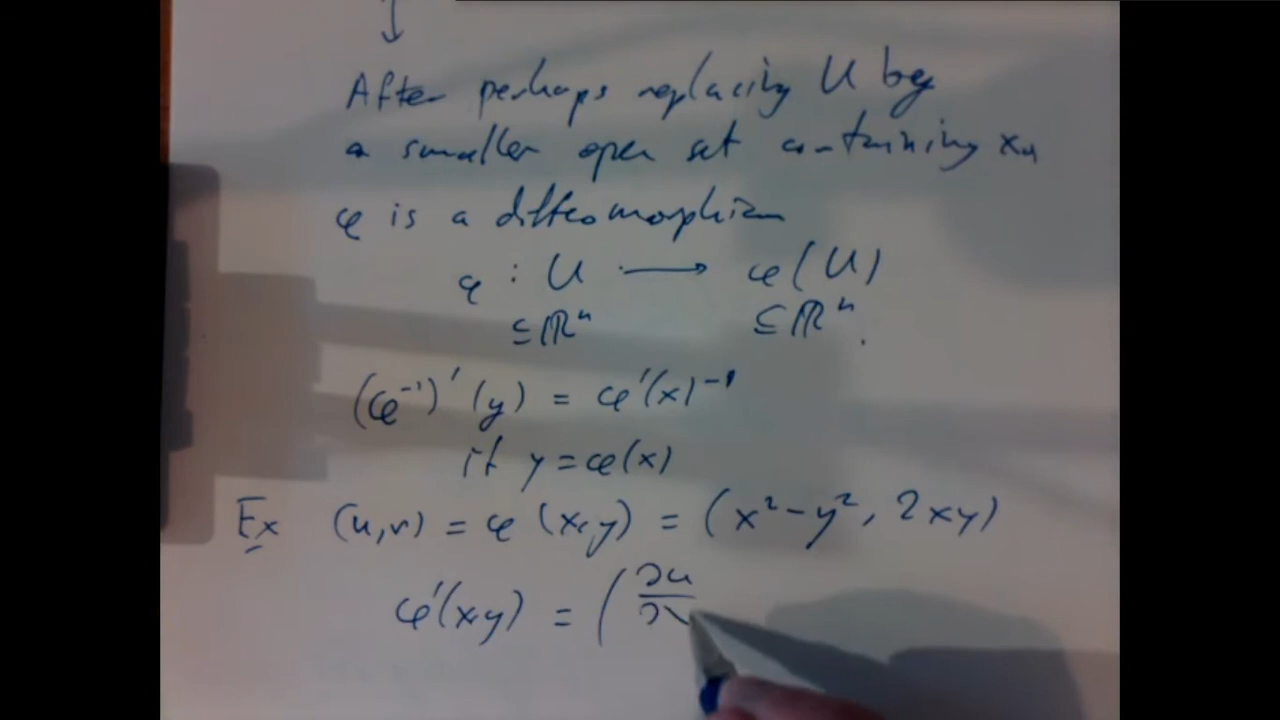 ↓
After perhaps replacing U by
a smaller open set containing x₀,
φ is a diffeomorphism
φ : U ⟶ φ(U)
⊆ℝⁿ ⊆ℝⁿ.
(φ⁻¹)'(y) = φ'(x)⁻¹
if y = φ(x)
Ex (u,v) = φ(x,y) = (x²-y², 2xy)
φ'(x,y) = ( ∂u/∂x